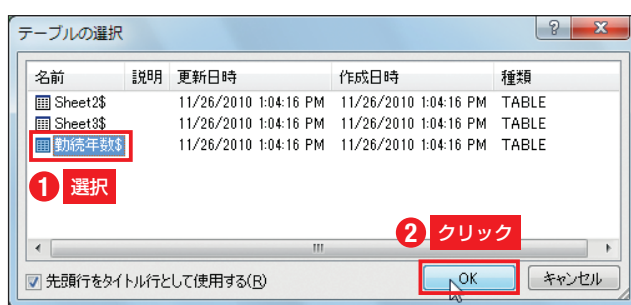 テーブルの選択
名前 説明 更新日時 作成日時 種類
Sheet2$ 11/26/2010 1:04:16 PM 11/26/2010 1:04:16 PM TABLE
Sheet3$ 11/26/2010 1:04:16 PM 11/26/2010 1:04:16 PM TABLE
勤続年数$ 11/26/2010 1:04:16 PM 11/26/2010 1:04:16 PM TABLE
1 選択
2 クリック
先頭行をタイトル行として使用する(R) OK キャンセル